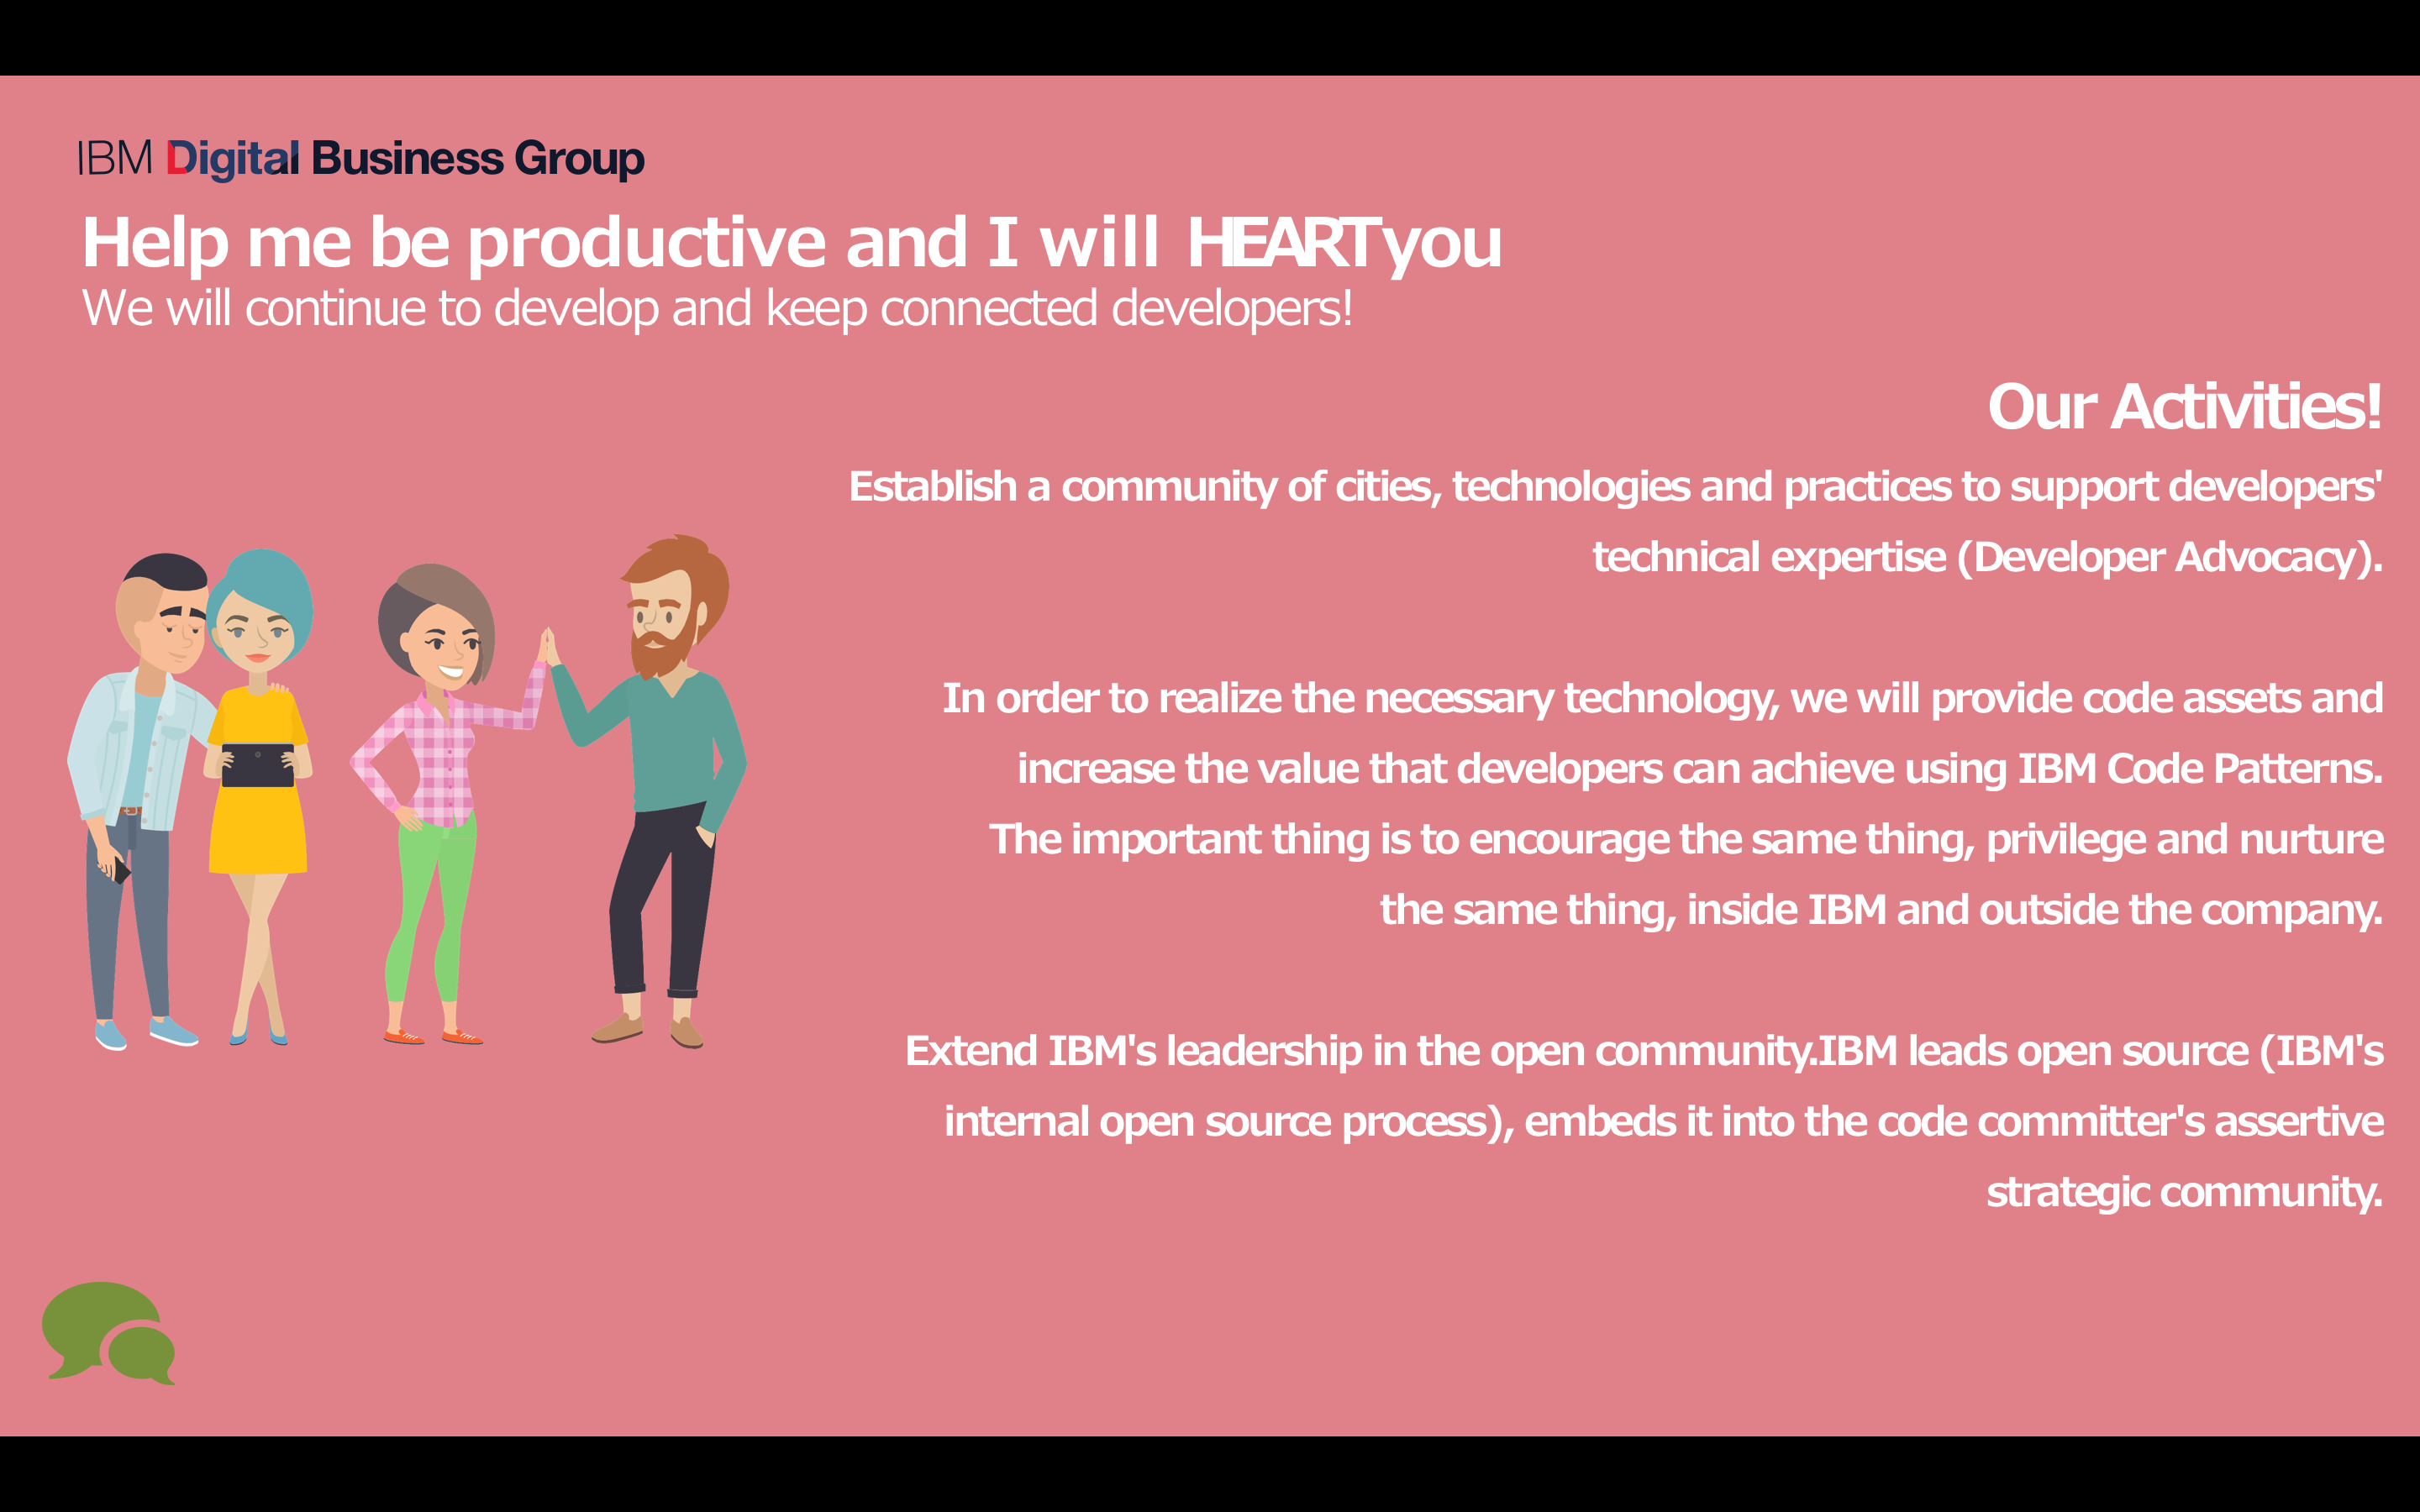 IBM Digital Business Group
Help me be productive and I will HEART you
We will continue to develop and keep connected developers!
Our Activities!
Establish a community of cities, technologies and practices to support developers'
technical expertise (Developer Advocacy).
In order to realize the necessary technology, we will provide code assets and
increase the value that developers can achieve using IBM Code Patterns.
The important thing is to encourage the same thing, privilege and nurture
the same thing, inside IBM and outside the company.
Extend IBM's leadership in the open community.IBM leads open source (IBM's
internal open source process), embeds it into the code committer's assertive
strategic community.